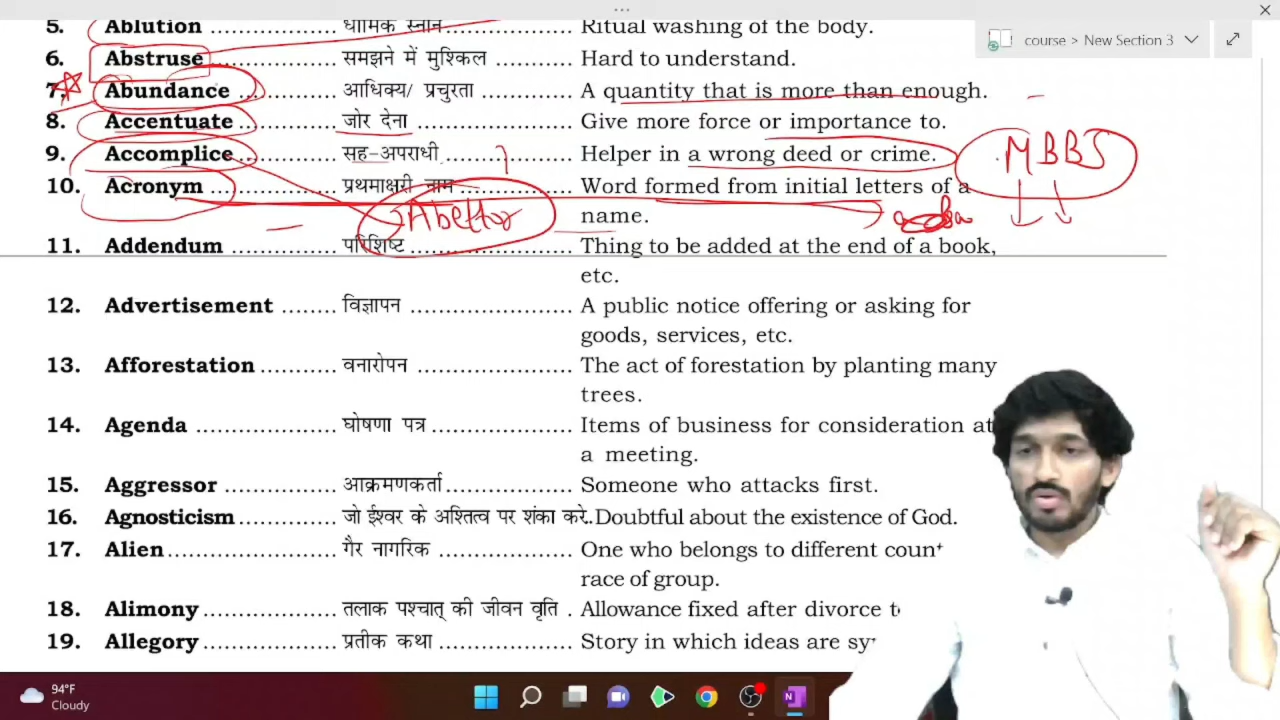 course > New Section 3
5. Ablution ................ धार्मिक स्नान .................. Ritual washing of the body.
6. Abstruse ................ समझने में मुश्किल ............ Hard to understand.
7. Abundance ............. आधिक्य/ प्रचुरता ............. A quantity that is more than enough.
8. Accentuate ............ जोर देना ........................ Give more force or importance to.
9. Accomplice ............ सह-अपराधी .................. Helper in a wrong deed or crime.
MBBS
10. Acronym ................ प्रथमाक्षरी नाम ................ Word formed from initial letters of a
name.
Abettor
11. Addendum ............. परिशिष्ट ........................ Thing to be added at the end of a book,
etc.
12. Advertisement ........ विज्ञापन ........................ A public notice offering or asking for
goods, services, etc.
13. Afforestation ........... वनारोपन ....................... The act of forestation by planting many
trees.
14. Agenda .................. घोषणा पत्र ..................... Items of business for consideration at
a meeting.
15. Aggressor ............... आक्रमणकर्ता ................... Someone who attacks first.
16. Agnosticism ............. जो ईश्वर के अश्तित्व पर शंका करे.. Doubtful about the existence of God.
17. Alien ...................... गैर नागरिक .................... One who belongs to different
race of group.
18. Alimony .................. तलाक पश्चात् की जीवन वृति . Allowance fixed after divorce
19. Allegory .................. प्रतीक कथा .................... Story in which ideas are
94°F
Cloudy